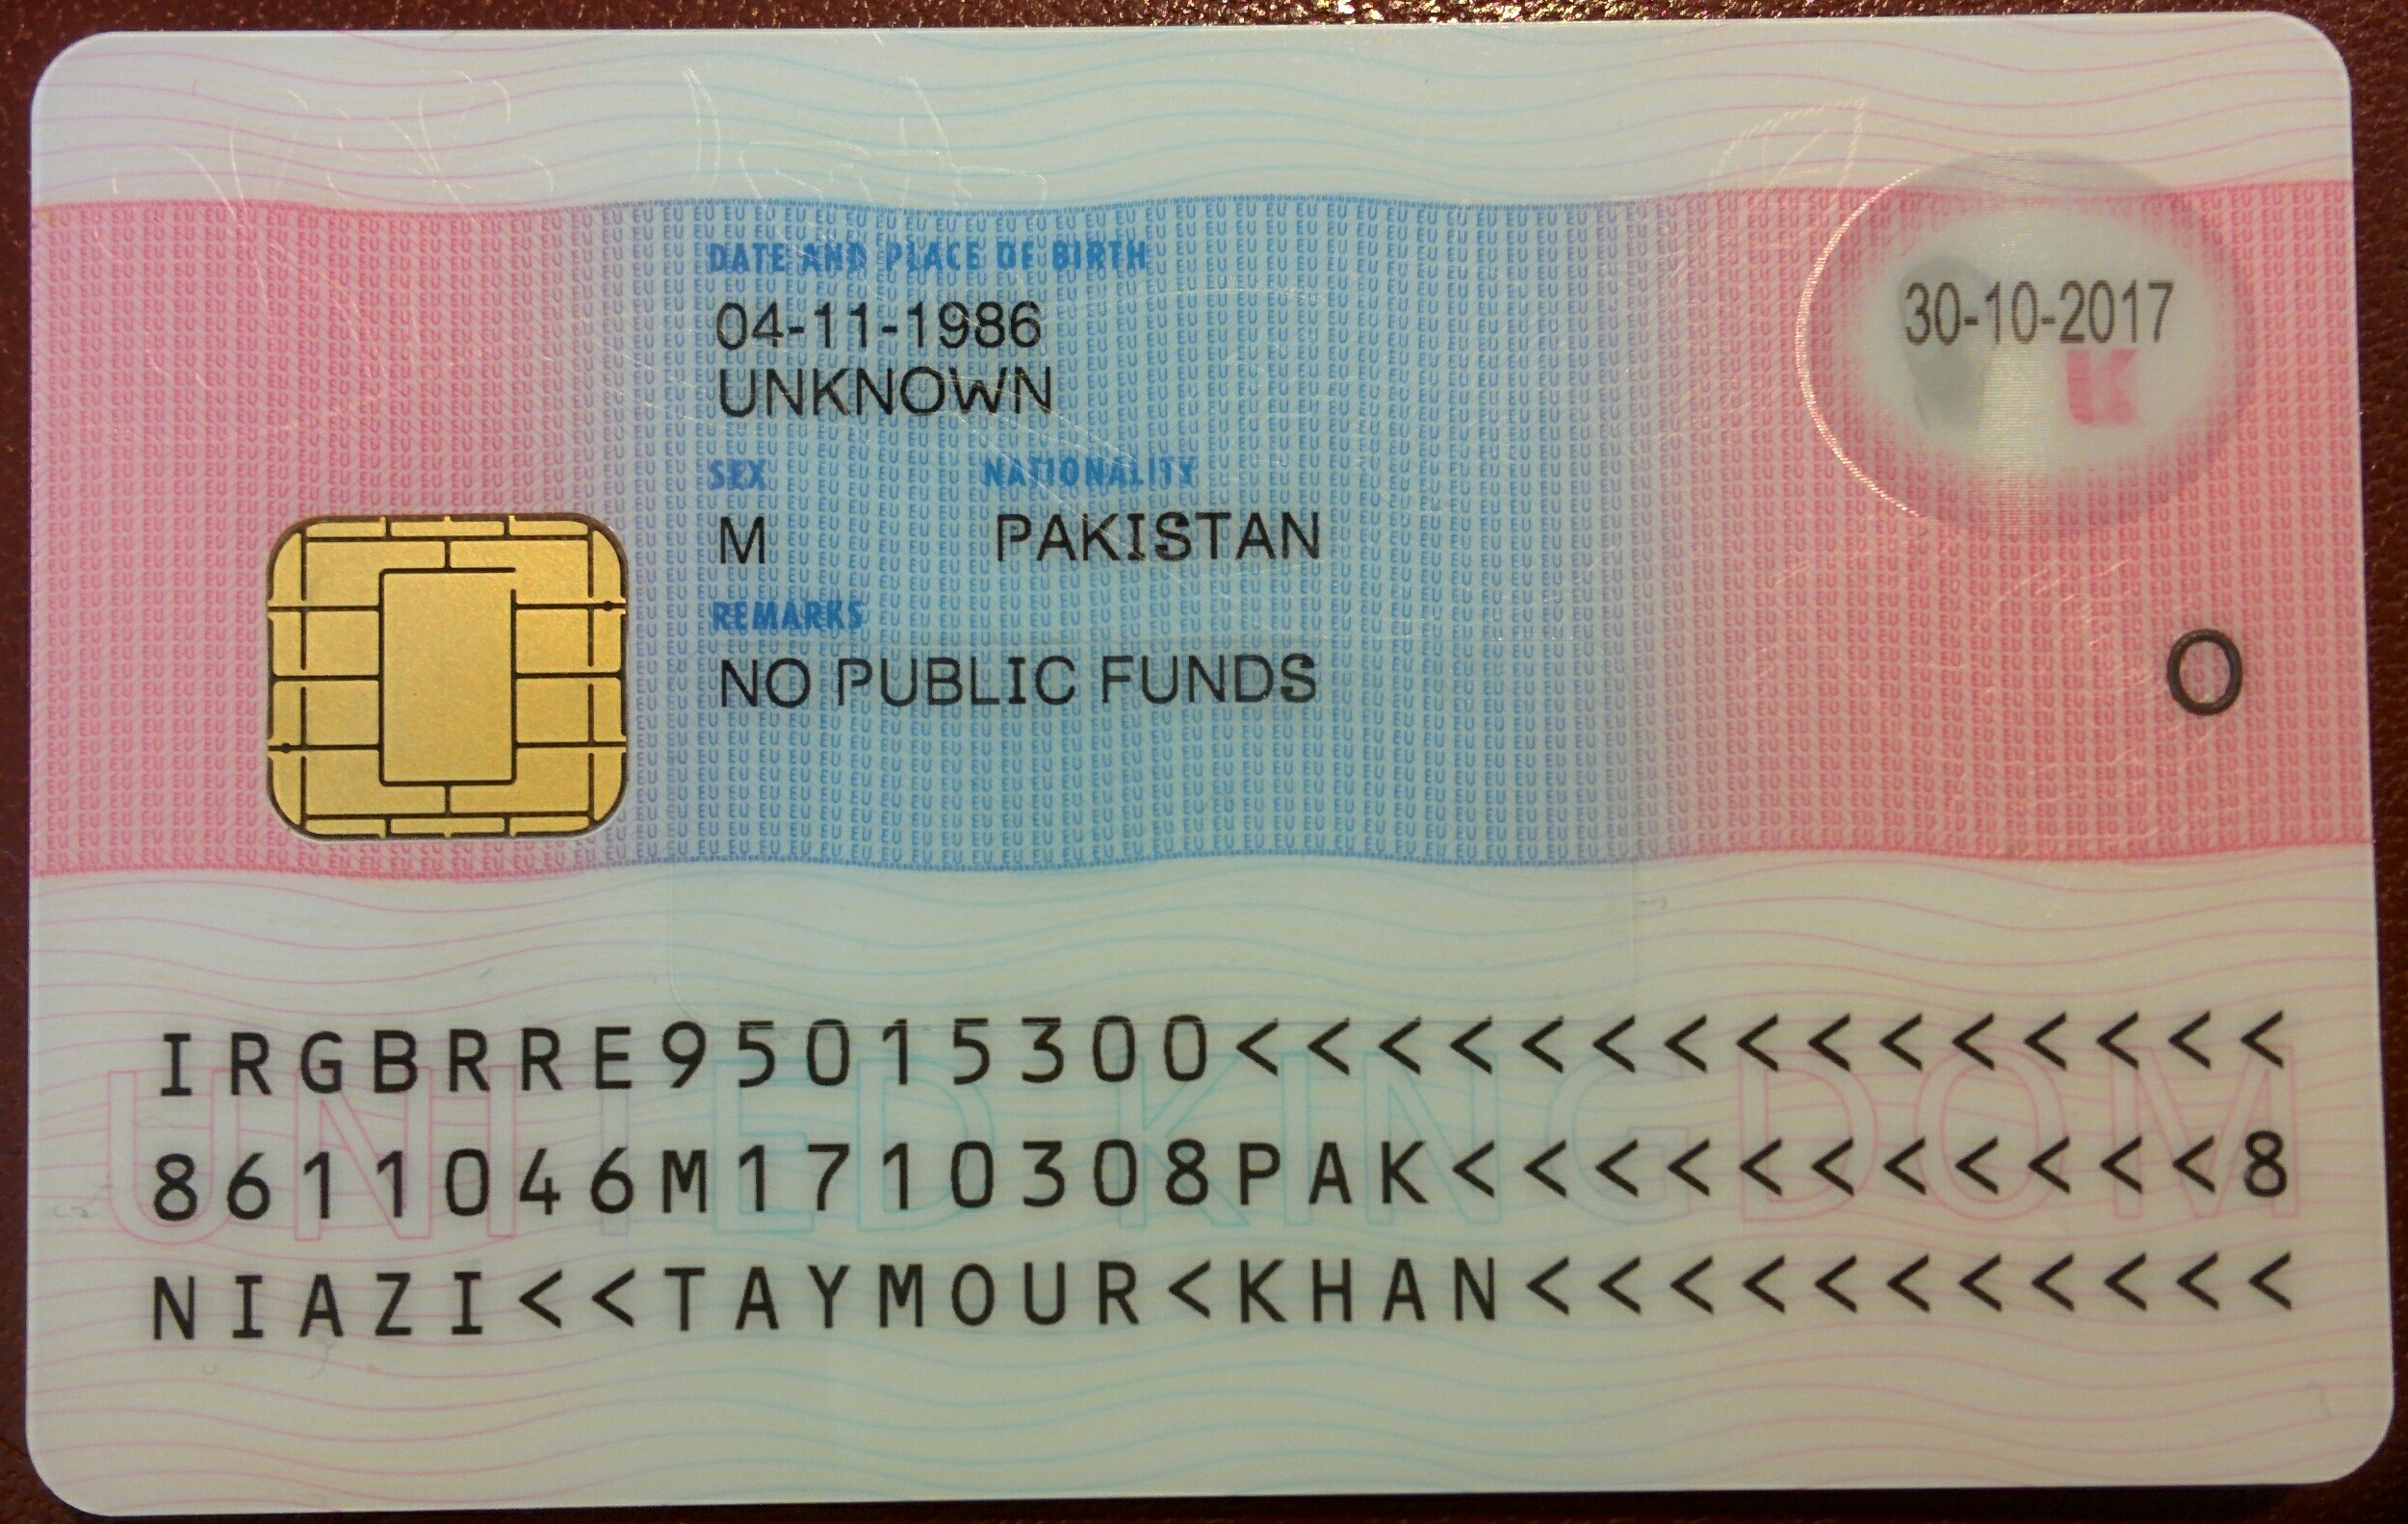 DATE AND PLACE OF BIRTH
04-11-1986
UNKNOWN
30-10-2017
UK
SEX NATIONALITY
M PAKISTAN
REMARKS
NO PUBLIC FUNDS
O
IRGBRRE95015300<<<<<<<<<<<<<<<
8611046M1710308PAK<<<<<<<<<<<8
NIAZI<<TAYMOUR<KHAN<<<<<<<<<<<
UNITED KINGDOM